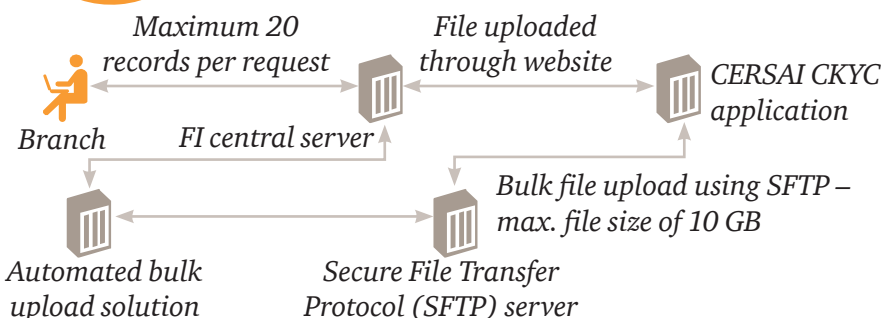 Maximum 20
records per request
File uploaded
through website
CERSAI CKYC
application
Branch
FI central server
Bulk file upload using SFTP –
max. file size of 10 GB
Automated bulk
upload solution
Secure File Transfer
Protocol (SFTP) server